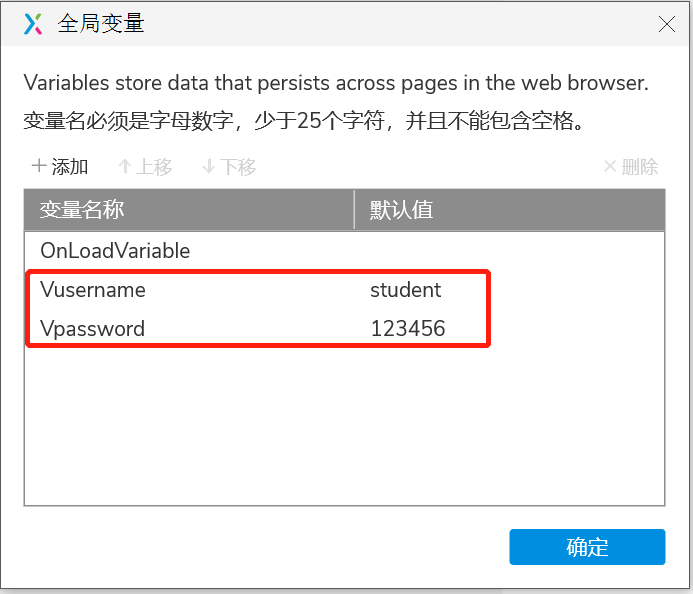 全局变量
Variables store data that persists across pages in the web browser.
变量名必须是字母数字，少于25个字符，并且不能包含空格。
添加 上移 下移 删除
变量名称 默认值
OnLoadVariable
Vusername student
Vpassword 123456
确定